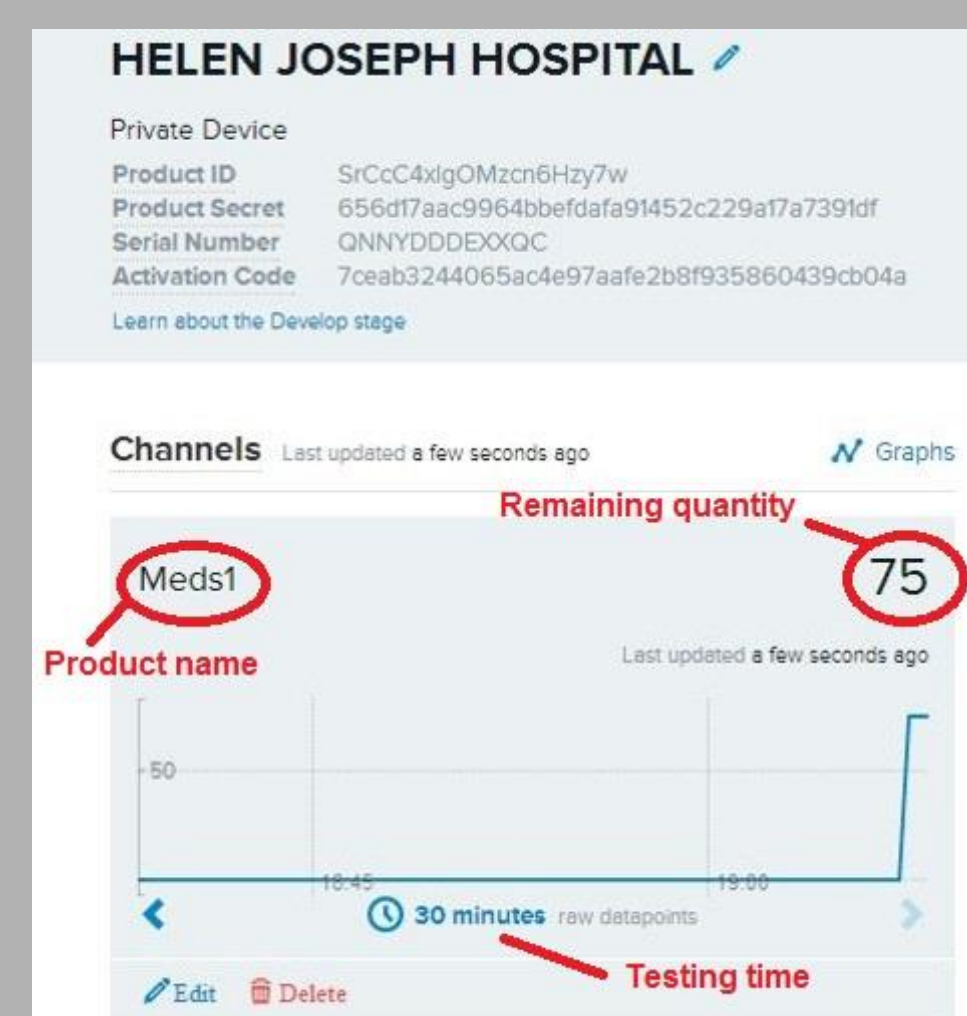 HELEN JOSEPH HOSPITAL
Private Device
Product ID SrCcC4xlgOMzcn6Hzy7w
Product Secret 656d17aac9964bbefdafa91452c229a17a7391df
Serial Number QNNYDDDEXXQC
Activation Code 7ceab3244065ac4e97aafe2b8f935860439cb04a
Learn about the Develop stage
Channels Last updated a few seconds ago Graphs
Remaining quantity
Meds1 75
Product name
Last updated a few seconds ago
50
18:45 19:00
30 minutes raw datapoints
Testing time
Edit Delete